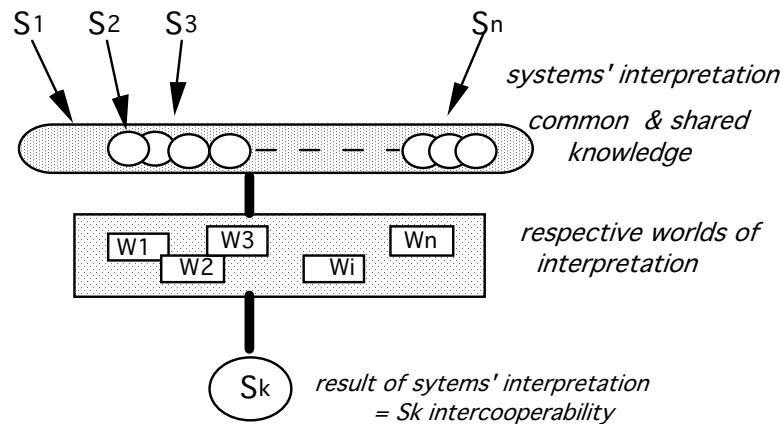 S1 S2 S3 Sn
systems' interpretation
common & shared
knowledge
W1 W2 W3 Wi Wn
respective worlds of
interpretation
Sk
result of sytems' interpretation
= Sk intercooperability